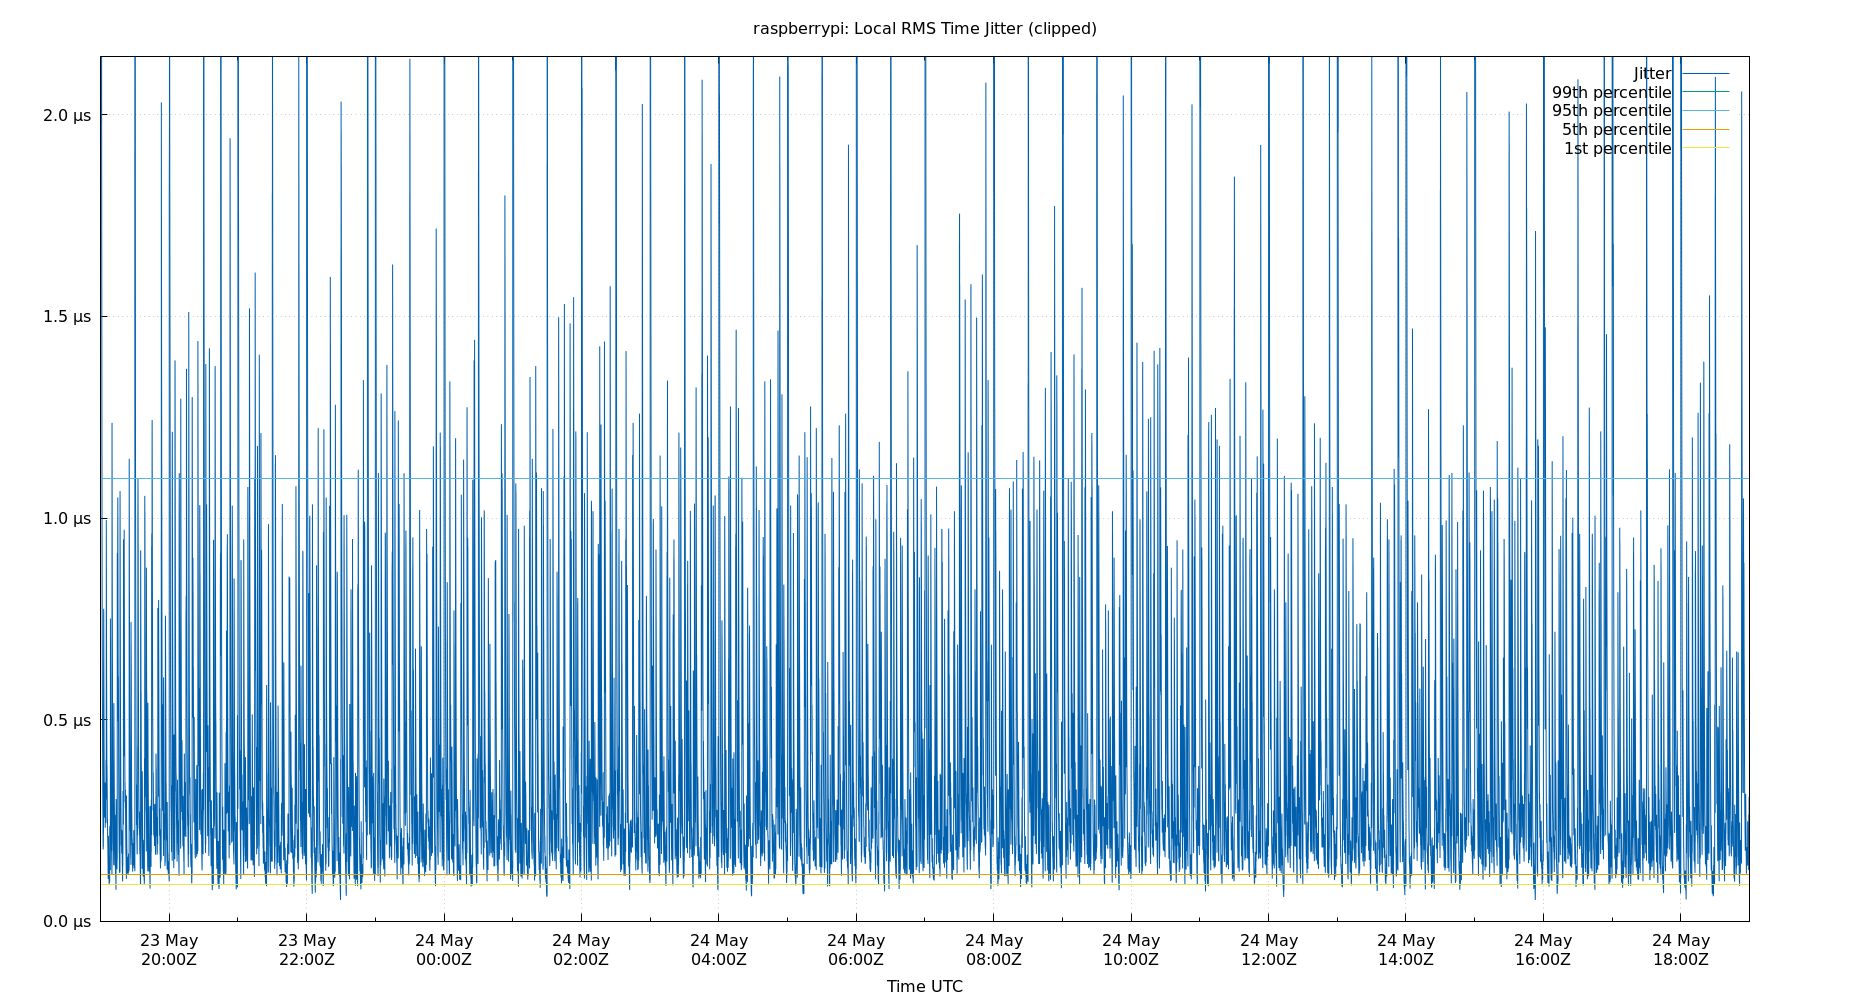 raspberrypi: Local RMS Time Jitter (clipped)
Jitter
99th percentile
95th percentile
5th percentile
1st percentile
2.0 μs
1.5 μs
1.0 μs
0.5 μs
0.0 μs
23 May 23 May 24 May 24 May 24 May 24 May 24 May 24 May 24 May 24 May 24 May 24 May
20:00Z 22:00Z 00:00Z 02:00Z 04:00Z 06:00Z 08:00Z 10:00Z 12:00Z 14:00Z 16:00Z 18:00Z
Time UTC